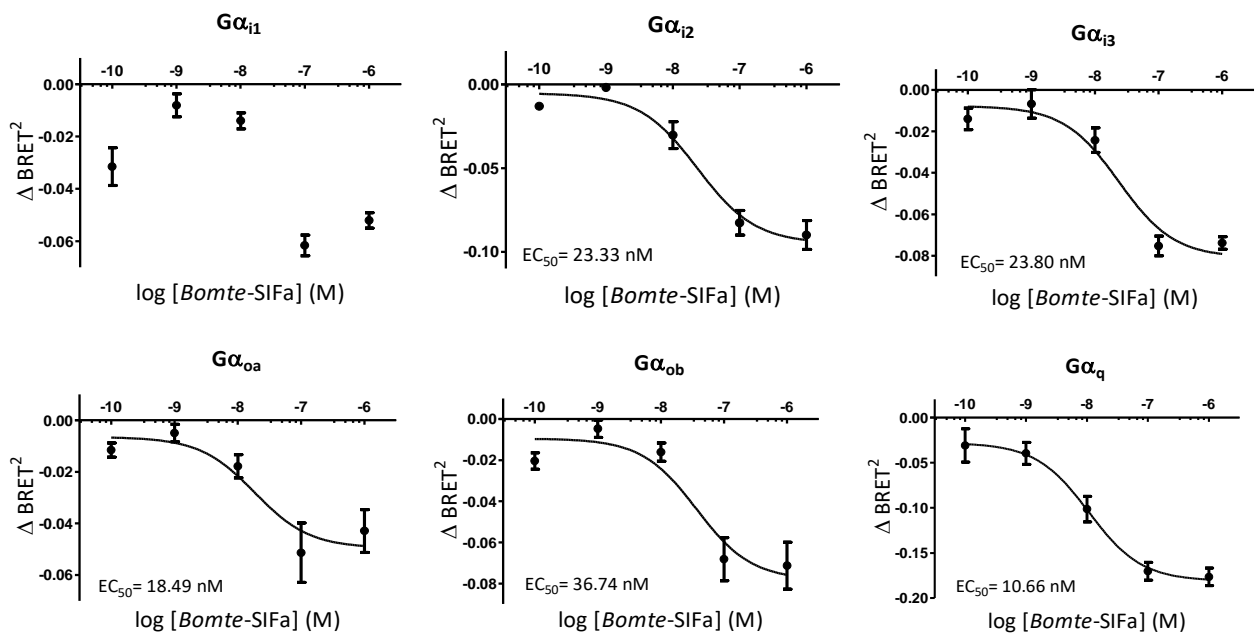 Gαi1
-10 -9 -8 -7 -6
0.00
-0.02
-0.04
-0.06
Δ BRET²
log [Bomte-SIFa] (M)
Gαi2
-10 -9 -8 -7 -6
0.00
-0.05
-0.10
Δ BRET²
EC50= 23.33 nM
log [Bomte-SIFa] (M)
Gαi3
-10 -9 -8 -7 -6
0.00
-0.02
-0.04
-0.06
-0.08
Δ BRET²
EC50= 23.80 nM
log [Bomte-SIFa] (M)
Gαoa
-10 -9 -8 -7 -6
0.00
-0.02
-0.04
-0.06
Δ BRET²
EC50= 18.49 nM
log [Bomte-SIFa] (M)
Gαob
-10 -9 -8 -7 -6
0.00
-0.02
-0.04
-0.06
-0.08
Δ BRET²
EC50= 36.74 nM
log [Bomte-SIFa] (M)
Gαq
-10 -9 -8 -7 -6
0.00
-0.05
-0.10
-0.15
-0.20
Δ BRET²
EC50= 10.66 nM
log [Bomte-SIFa] (M)